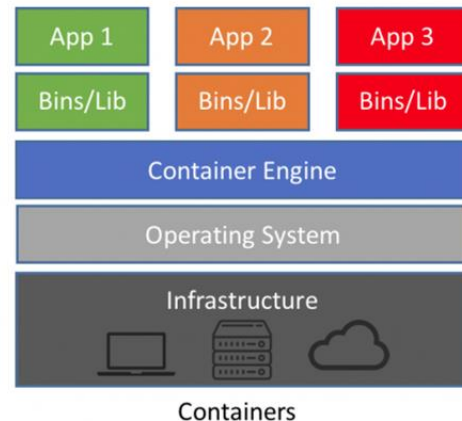 App 1 App 2 App 3
Bins/Lib Bins/Lib Bins/Lib
Container Engine
Operating System
Infrastructure
Containers